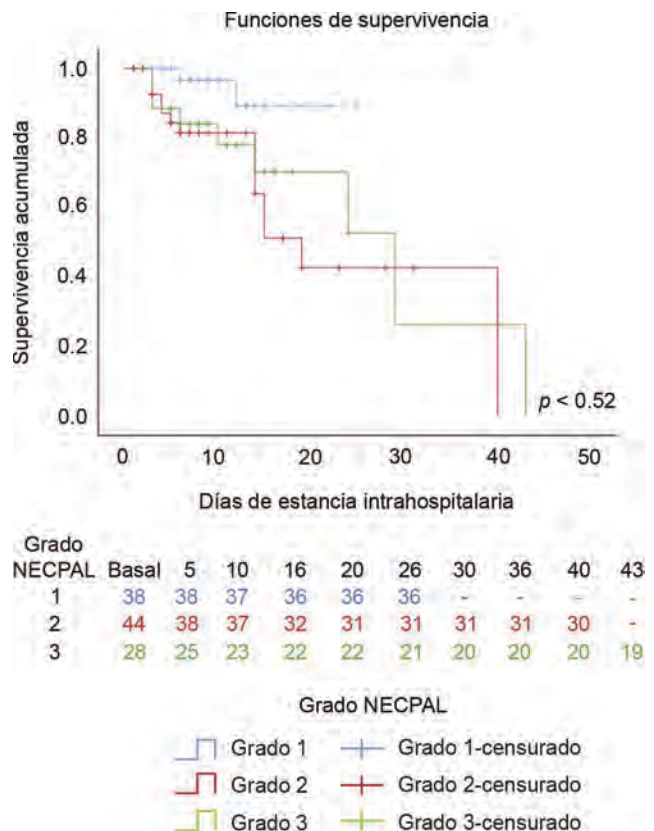 Funciones de supervivencia
Supervivencia acumulada
1.0
0.8
0.6
0.4
0.2
0.0
p < 0.52
0 10 20 30 40 50
Días de estancia intrahospitalaria
Grado
NECPAL Basal 5 10 16 20 26 30 36 40 43
1 38 38 37 36 36 36 - - - -
2 44 38 37 32 31 31 31 31 30 -
3 28 25 23 22 22 21 20 20 20 19
Grado NECPAL
Grado 1 Grado 1-censurado
Grado 2 Grado 2-censurado
Grado 3 Grado 3-censurado